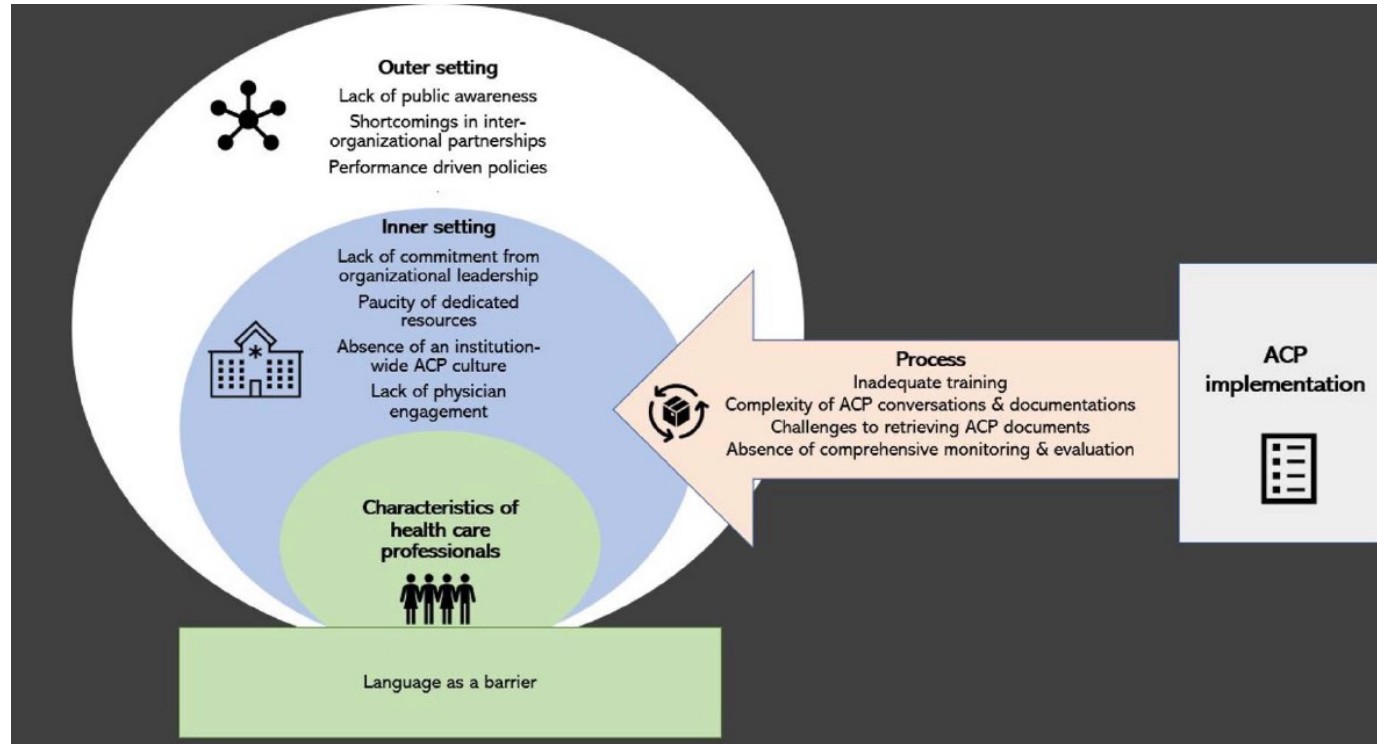 Outer setting
Lack of public awareness
Shortcomings in inter-
organizational partnerships
Performance driven policies
Inner setting
Lack of commitment from
organizational leadership
Paucity of dedicated
resources
Absence of an institution-
wide ACP culture
Lack of physician
engagement
Characteristics of
health care
professionals
Language as a barrier
Process
Inadequate training
Complexity of ACP conversations & documentations
Challenges to retrieving ACP documents
Absence of comprehensive monitoring & evaluation
ACP
implementation